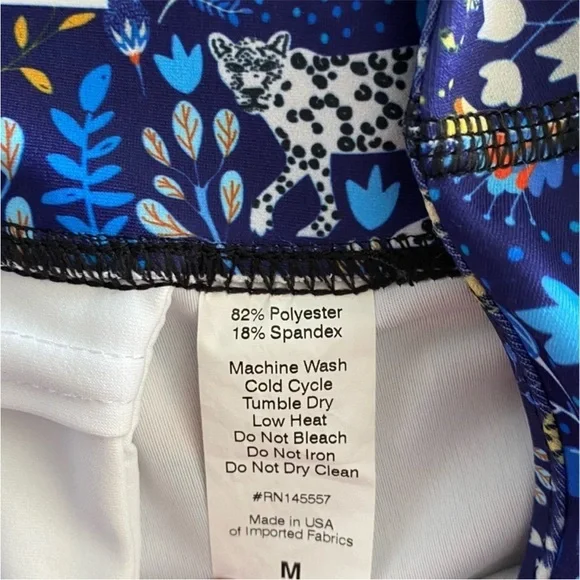 82% Polyester
18% Spandex
Machine Wash
Cold Cycle
Tumble Dry
Low Heat
Do Not Bleach
Do Not Iron
Do Not Dry Clean
#RN145557
Made in USA
of Imported Fabrics
M